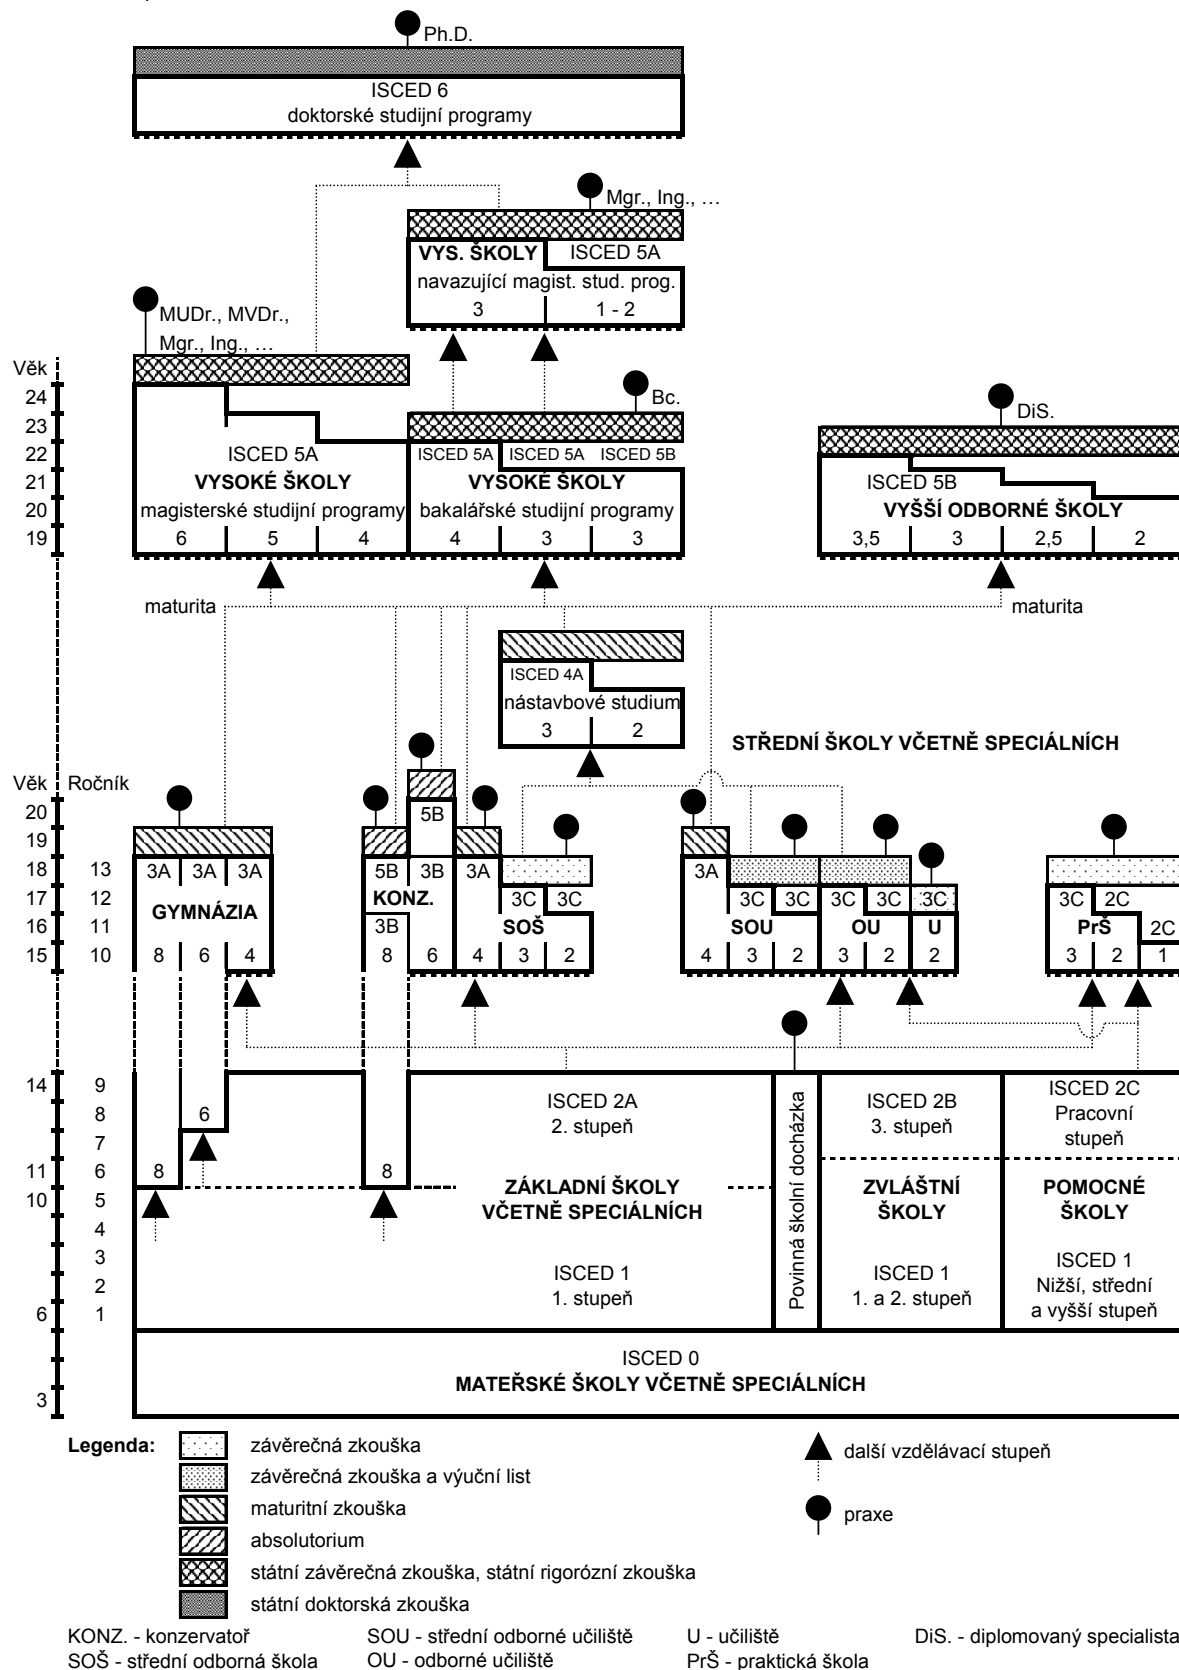 Ph.D.
ISCED 6
doktorské studijní programy
Mgr., Ing., …
VYS. ŠKOLY ISCED 5A
navazující magist. stud. prog.
3 1 - 2
MUDr., MVDr.,
Mgr., Ing., …
Věk
24
Bc.
DiS.
23
22 ISCED 5A ISCED 5A ISCED 5A ISCED 5B
21 VYSOKÉ ŠKOLY VYSOKÉ ŠKOLY ISCED 5B
20 magisterské studijní programy bakalářské studijní programy VYŠŠÍ ODBORNÉ ŠKOLY
19 6 5 4 4 3 3 3,5 3 2,5 2
maturita maturita
ISCED 4A
nástavbové studium
3 2
STŘEDNÍ ŠKOLY VČETNĚ SPECIÁLNÍCH
Věk Ročník
20 5B
19
18 13 3A 3A 3A 5B 3B 3A 3A
17 12 GYMNÁZIA KONZ. 3C 3C 3C 3C 3C 3C 3C 3C 2C
16 11 3B SOŠ SOU OU U PrŠ 2C
15 10 8 6 4 8 6 4 3 2 4 3 2 3 2 2 3 2 1
14 9 ISCED 2A ISCED 2B ISCED 2C
8 6 2. stupeň 3. stupeň Pracovní
7 stupeň
11 6 8 8 ZÁKLADNÍ ŠKOLY ZVLÁŠTNÍ POMOCNÉ
10 5 VČETNĚ SPECIÁLNÍCH ŠKOLY ŠKOLY
4
Povinná školní docházka
3 ISCED 1 ISCED 1 ISCED 1
2 1. stupeň 1. a 2. stupeň Nižší, střední
6 1 a vyšší stupeň
ISCED 0
3 MATEŘSKÉ ŠKOLY VČETNĚ SPECIÁLNÍCH
Legenda: závěrečná zkouška
další vzdělávací stupeň
závěrečná zkouška a výuční list
maturitní zkouška
praxe
absolutorium
státní závěrečná zkouška, státní rigorózní zkouška
státní doktorská zkouška
KONZ. - konzervatoř SOU - střední odborné učiliště U - učiliště DiS. - diplomovaný specialista
SOŠ - střední odborná škola OU - odborné učiliště PrŠ - praktická škola